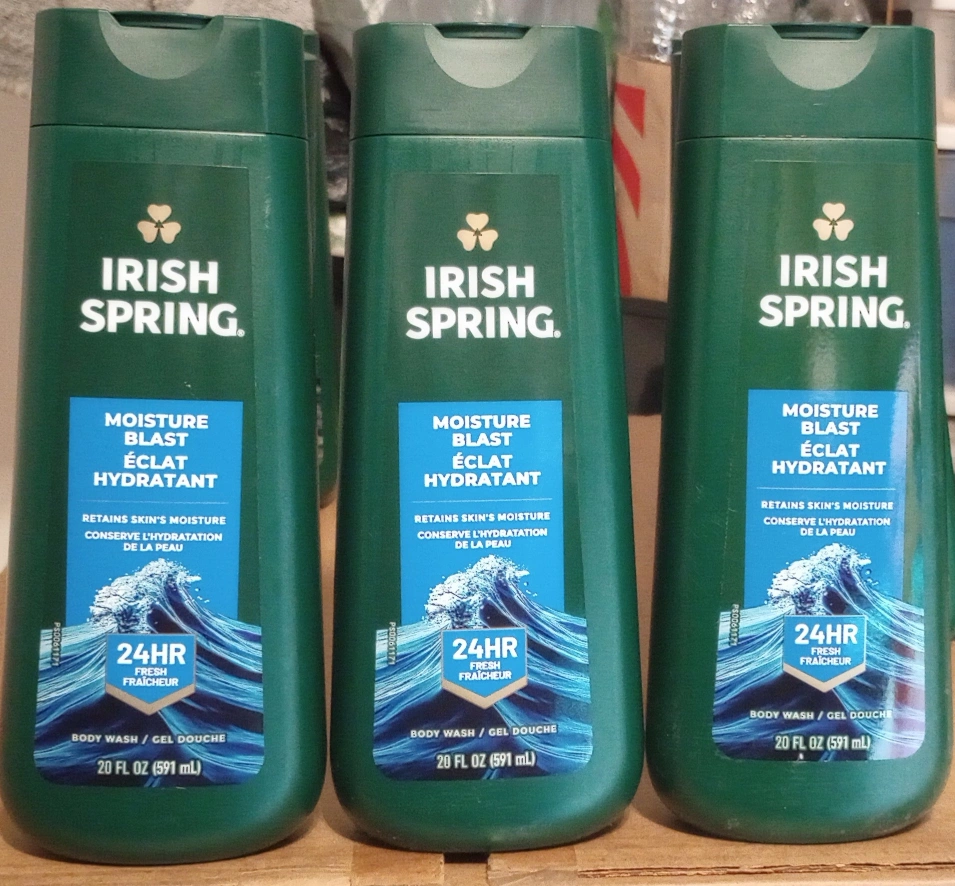 IRISH
SPRING®
MOISTURE
BLAST
ÉCLAT
HYDRATANT
RETAINS SKIN'S MOISTURE
CONSERVE L'HYDRATATION
DE LA PEAU
24HR
FRESH
FRAÎCHEUR
BODY WASH / GEL DOUCHE
20 FL OZ (591 mL)
IRISH
SPRING®
MOISTURE
BLAST
ÉCLAT
HYDRATANT
RETAINS SKIN'S MOISTURE
CONSERVE L'HYDRATATION
DE LA PEAU
24HR
FRESH
FRAÎCHEUR
BODY WASH / GEL DOUCHE
20 FL OZ (591 mL)
IRISH
SPRING®
MOISTURE
BLAST
ÉCLAT
HYDRATANT
RETAINS SKIN'S MOISTURE
CONSERVE L'HYDRATATION
DE LA PEAU
24HR
FRESH
FRAÎCHEUR
BODY WASH / GEL DOUCHE
20 FL OZ (591 mL)